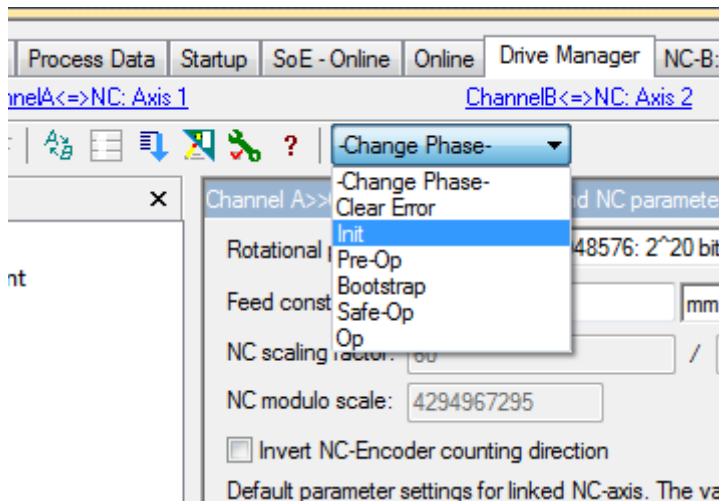 Process Data Startup SoE - Online Online Drive Manager NC-B:
nnelA<=>NC: Axis 1 ChannelB<=>NC: Axis 2
? -Change Phase-
-Change Phase-
Channel A>> nd NC paramete
Clear Error
Init
Rotational 48576: 2^20 bit
Pre-Op
nt
Bootstrap
Feed const mm
Safe-Op
Op
NC scaling factor: 60 /
NC modulo scale: 4294967295
Invert NC-Encoder counting direction
Default parameter settings for linked NC-axis. The va